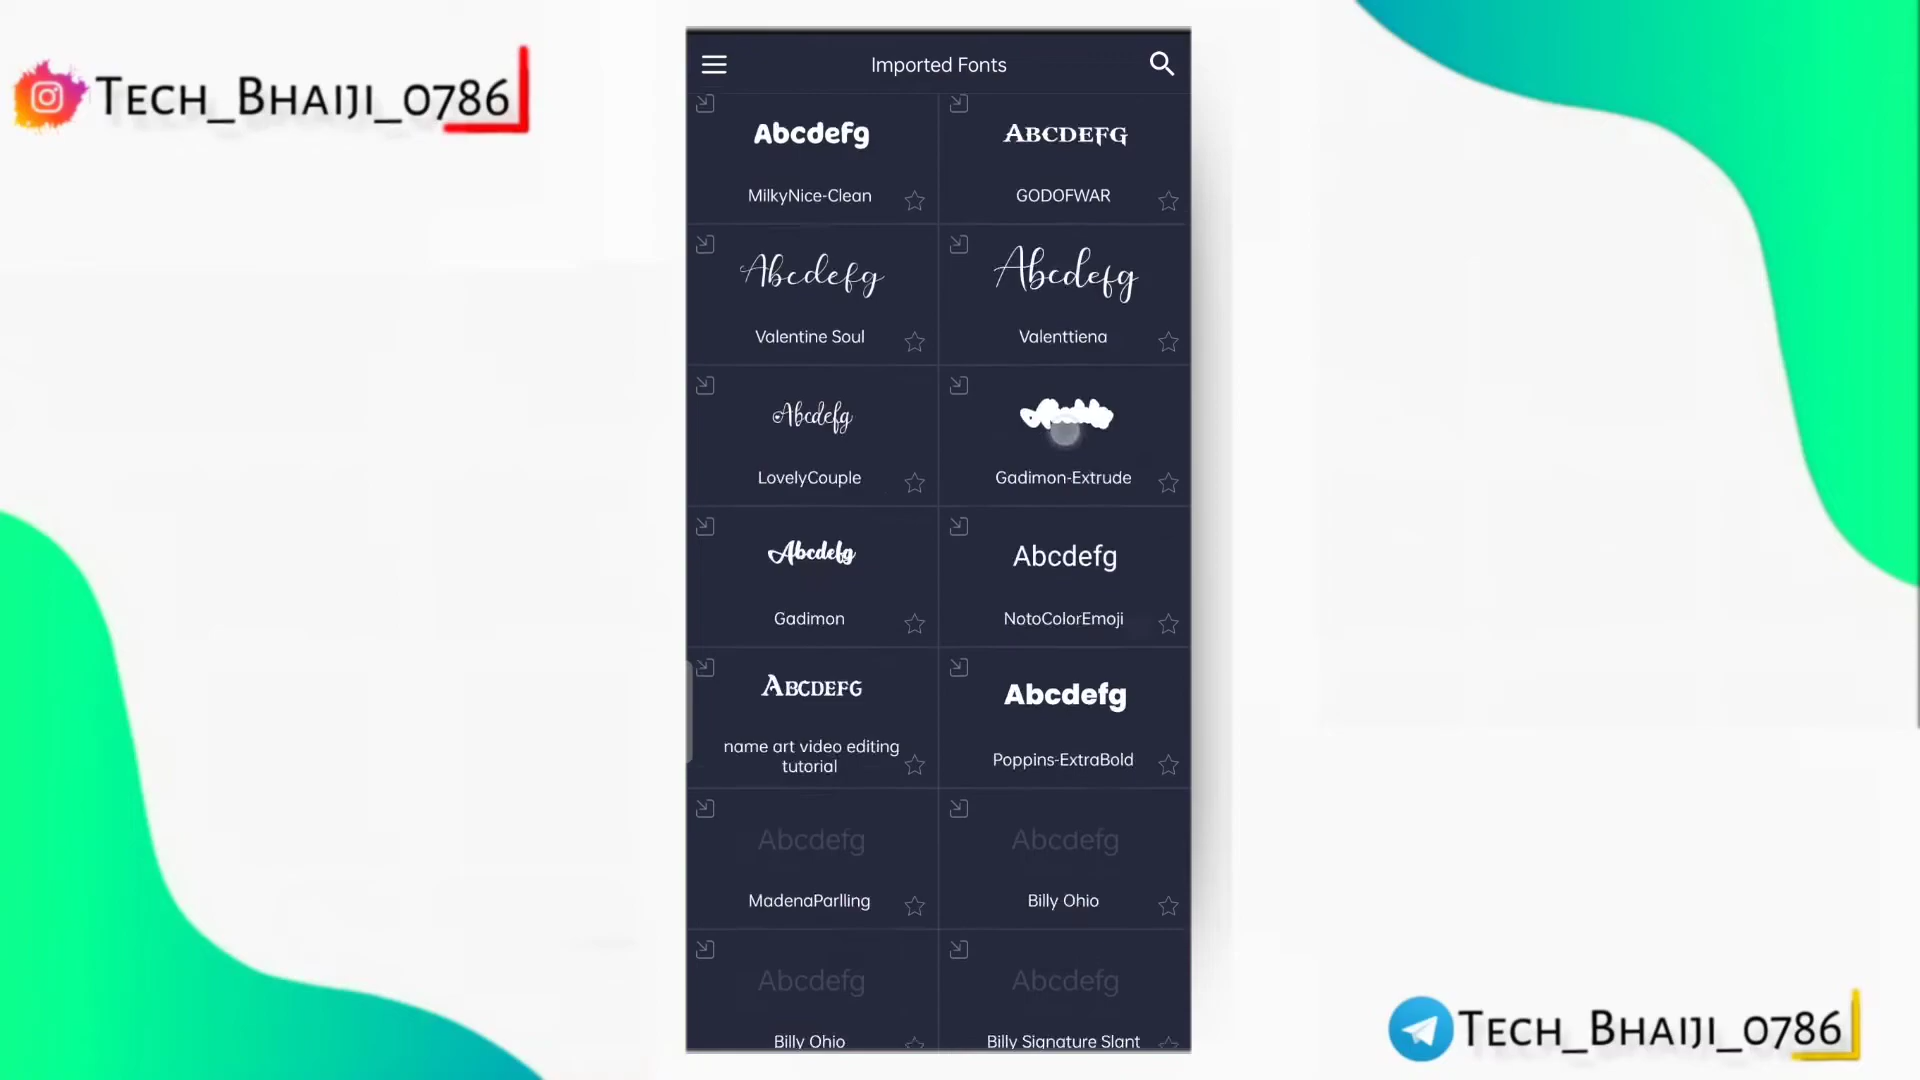 TECH_BHAIJI_0786
Imported Fonts
Abcdefg
ABCDEFG
MilkyNice-Clean
GODOFWAR
Abcdefg
Abcdefg
Valentine Soul
Valenttiena
Abcdefg
LovelyCouple
Gadimon-Extrude
Abcdefg
Abcdefg
Gadimon
NotoColorEmoji
ABCDEFG
Abcdefg
name art video editing
tutorial
Poppins-ExtraBold
Abcdefg
Abcdefg
MadenaParlling
Billy Ohio
Abcdefg
Abcdefg
Billy Ohio
Billy Signature Slant
TECH_BHAIJI_0786